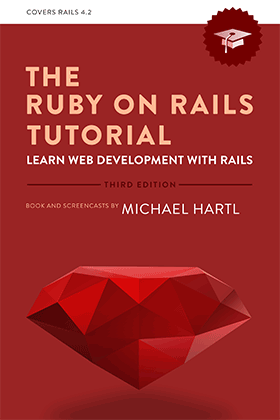 COVERS RAILS 4.2
THE
RUBY ON RAILS
TUTORIAL
LEARN WEB DEVELOPMENT WITH RAILS
THIRD EDITION
BOOK AND SCREENCASTS BY MICHAEL HARTL